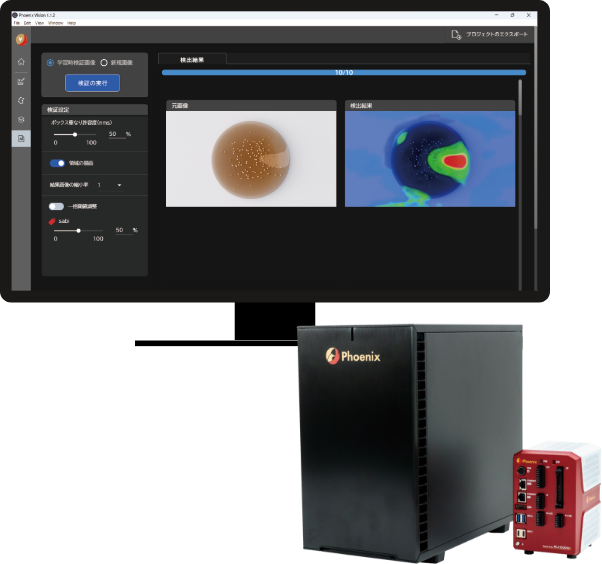 Phoenix Vision 1.1.2
File Edit View Window Help
プロジェクトのエクスポート
学習時検証画像 新規画像
検証の実行
検証設定
ボックス重なり許容度(nms)
50 %
0 100
領域の描画
結果画像の縮小率 1
一括閾値調整
sabi
50 %
0 100
検出結果
10/10
元画像
検出結果
Phoenix
Phoenix